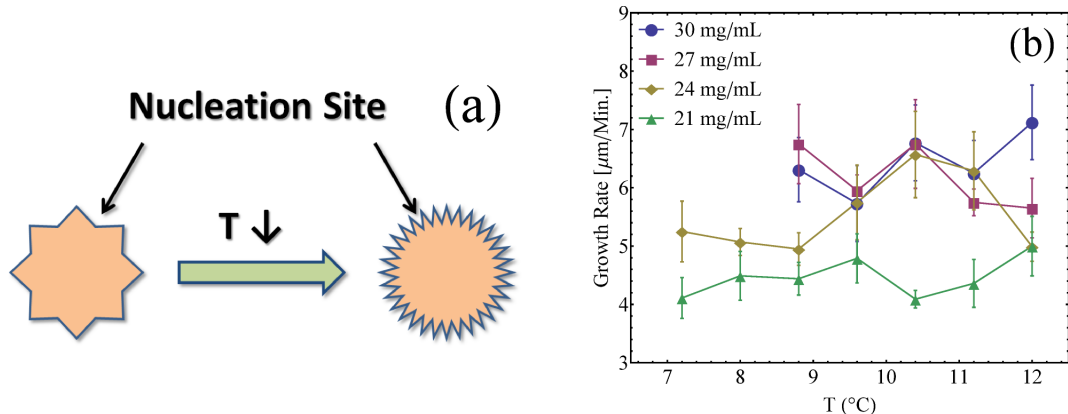 Nucleation Site
(a)
T ↓
(b)
30 mg/mL
27 mg/mL
24 mg/mL
21 mg/mL
Growth Rate [μm/Min.]
9
8
7
6
5
4
3
7 8 9 10 11 12
T (°C)